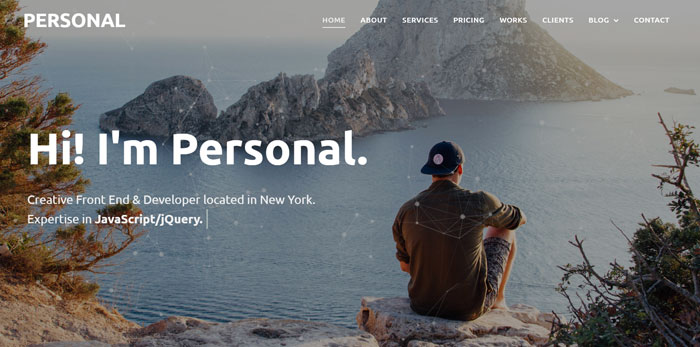 PERSONAL
HOME ABOUT SERVICES PRICING WORKS CLIENTS BLOG CONTACT
Hi! I'm Personal.
Creative Front End & Developer located in New York.
Expertise in JavaScript/jQuery.